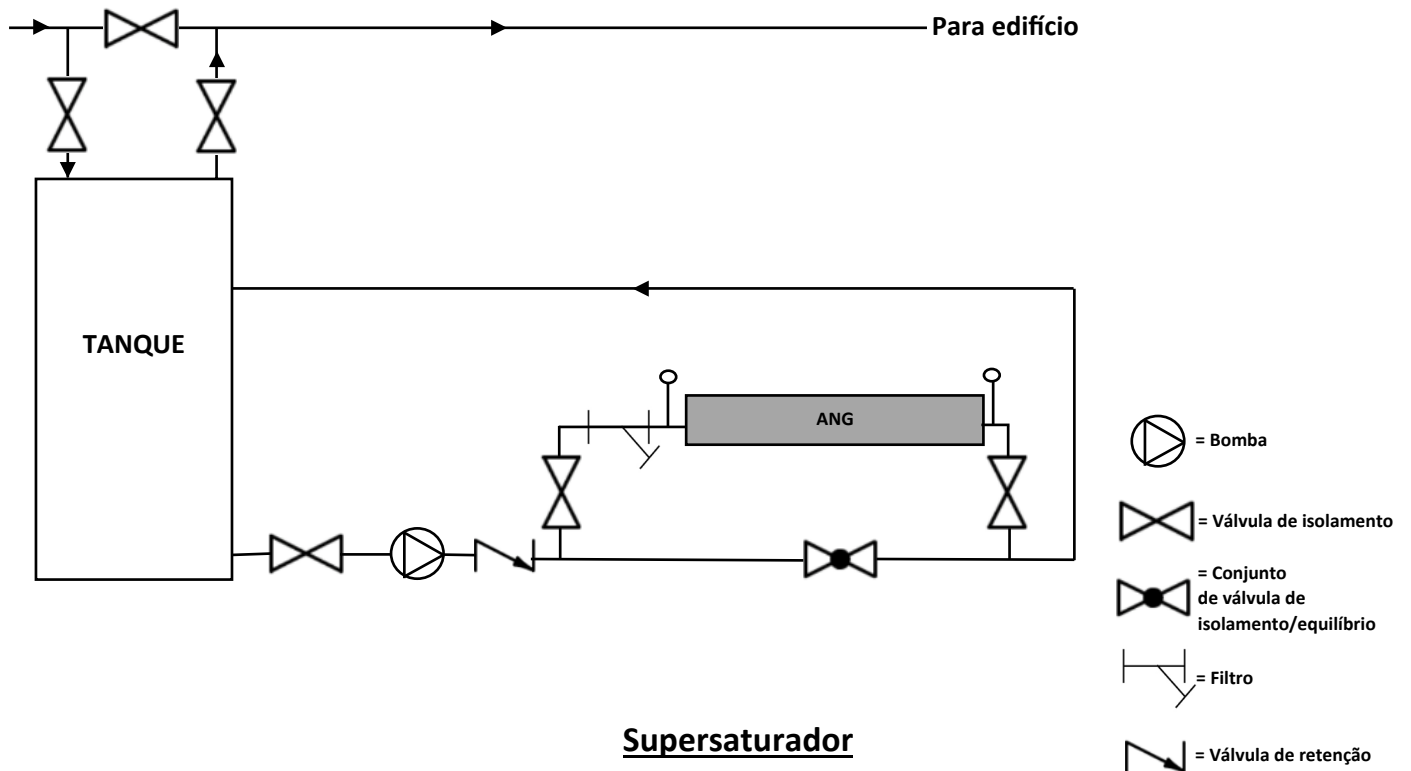 Para edifício
TANQUE
ANG
= Bomba
= Válvula de isolamento
= Conjunto
de válvula de
isolamento/equilíbrio
= Filtro
= Válvula de retenção
Supersaturador